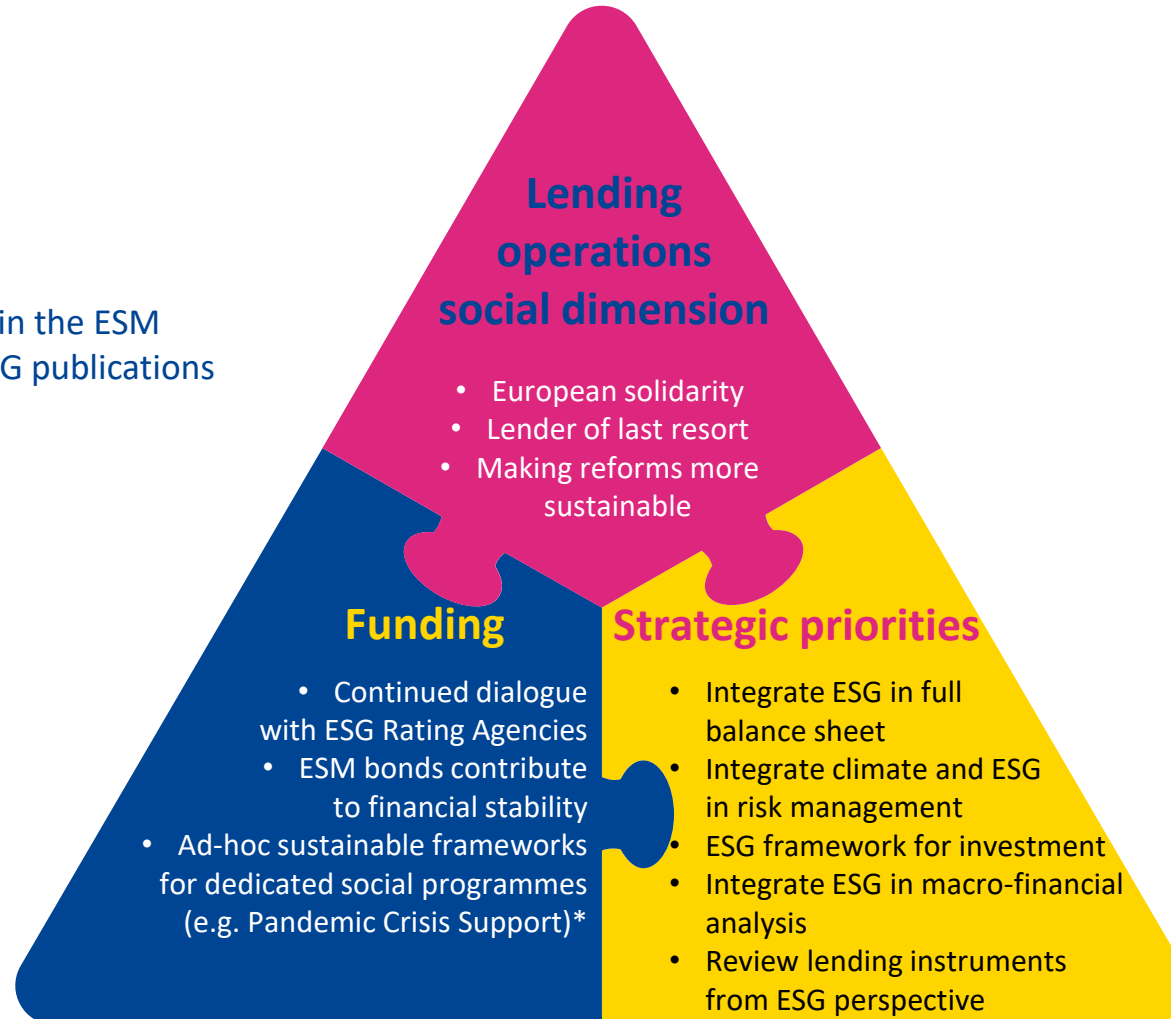 Lending
operations
social dimension
in the ESM
G publications
• European solidarity
• Lender of last resort
• Making reforms more
sustainable
Funding
• Continued dialogue
with ESG Rating Agencies
• ESM bonds contribute
to financial stability
• Ad-hoc sustainable frameworks
for dedicated social programmes
(e.g. Pandemic Crisis Support)*
Strategic priorities
• Integrate ESG in full
balance sheet
• Integrate climate and ESG
in risk management
• ESG framework for investment
• Integrate ESG in macro-financial
analysis
• Review lending instruments
from ESG perspective